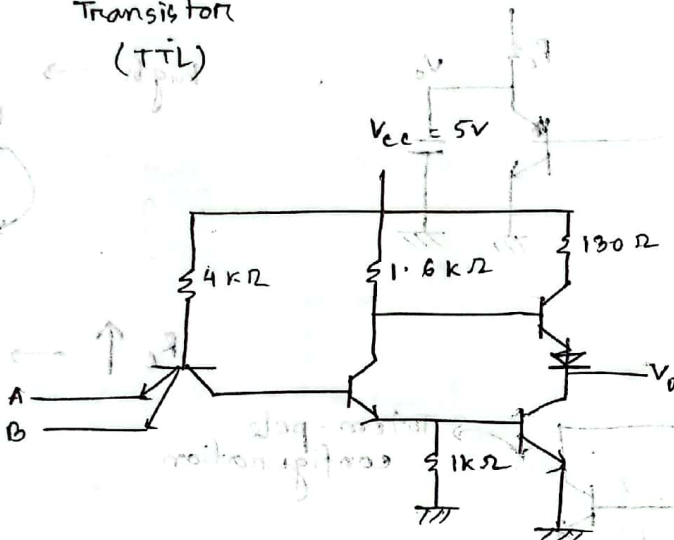 Transistor
(TTL)
Vcc = 5V
130 Ω
4 kΩ
1.6 kΩ
A
B
1kΩ